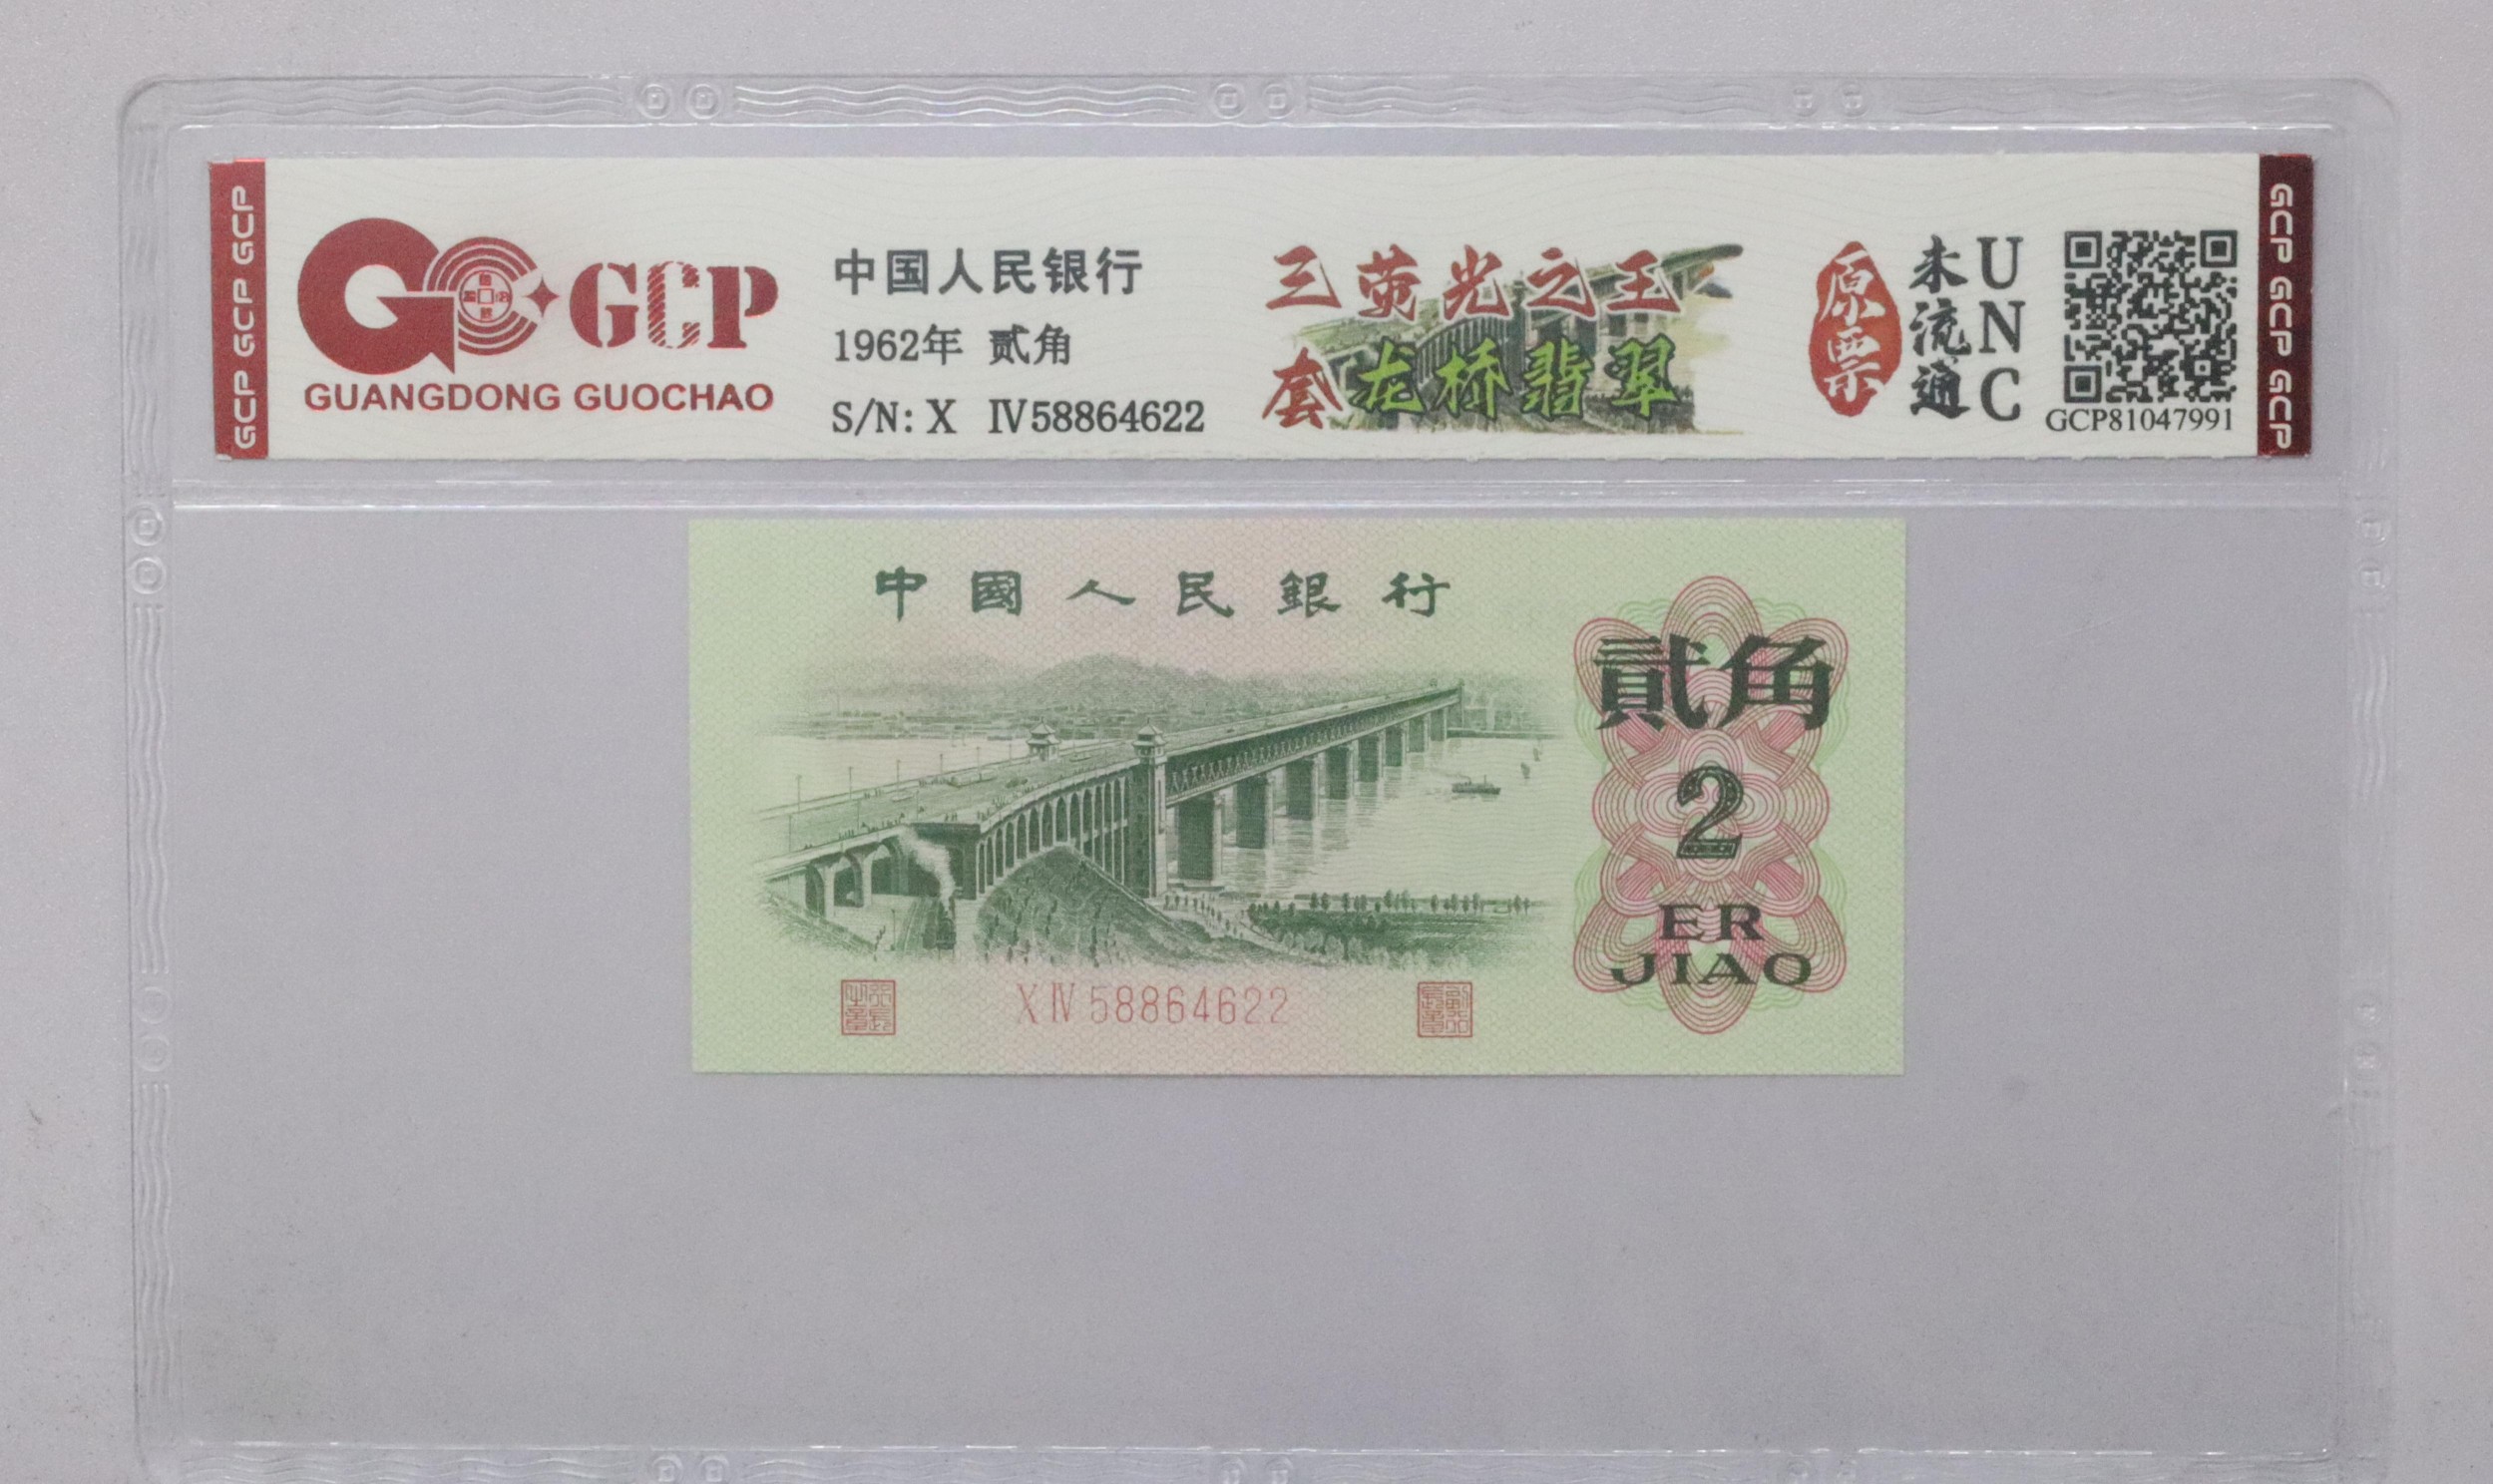 GCP GCP GCP GCP
GCP
GUANGDONG GUOCHAO
中国人民银行
1962年 贰角
S/N: X Ⅳ58864622
三荧光之王
套 龙桥翡翠
原票
未流通
UNC
GCP81047991
GCP GCP GCP GCP
中國人民銀行
貳角
2
ER
JIAO
X Ⅳ 58864622